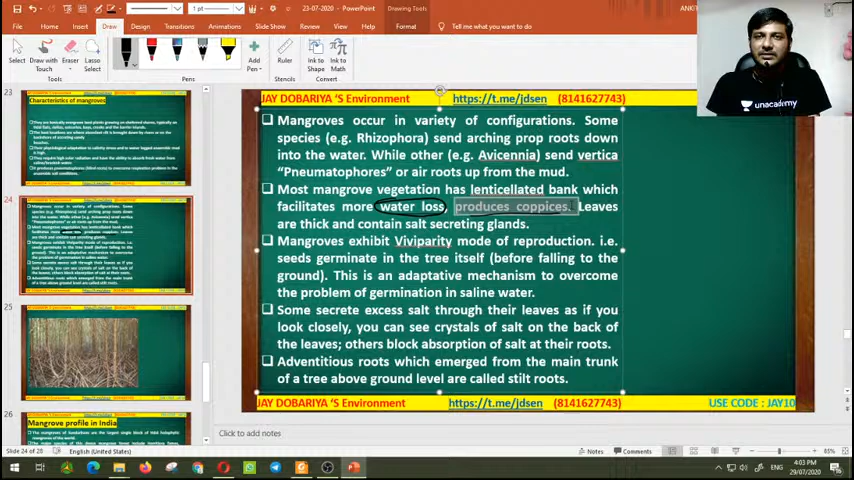 23-07-2020 - PowerPoint
Drawing Tools
1 pt
File Home Insert Draw Design Transitions Animations Slide Show Review View Help Format Tell me what you want to do
Select Draw with Touch Eraser Lasso Select Add Pen Ruler Ink to Shape Ink to Math
Tools Pens Stencils Convert
unacademy
23
Characteristics of mangroves
24
25
26
Mangrove profile in India
JAY DOBARIYA 'S Environment https://t.me/jdsen (8141627743)
Mangroves occur in variety of configurations. Some
species (e.g. Rhizophora) send arching prop roots down
into the water. While other (e.g. Avicennia) send vertica
"Pneumatophores" or air roots up from the mud.
Most mangrove vegetation has lenticellated bank which
facilitates more water loss, produces coppices. Leaves
are thick and contain salt secreting glands.
Mangroves exhibit Viviparity mode of reproduction. i.e.
seeds germinate in the tree itself (before falling to the
ground). This is an adaptative mechanism to overcome
the problem of germination in saline water.
Some secrete excess salt through their leaves as if you
look closely, you can see crystals of salt on the back of
the leaves; others block absorption of salt at their roots.
Adventitious roots which emerged from the main trunk
of a tree above ground level are called stilt roots.
JAY DOBARIYA 'S Environment https://t.me/jdsen (8141627743) USE CODE : JAY10
Click to add notes
Slide 24 of 28 English (United States) Notes Comments 85%
ENG 4:03 PM
29/07/2020